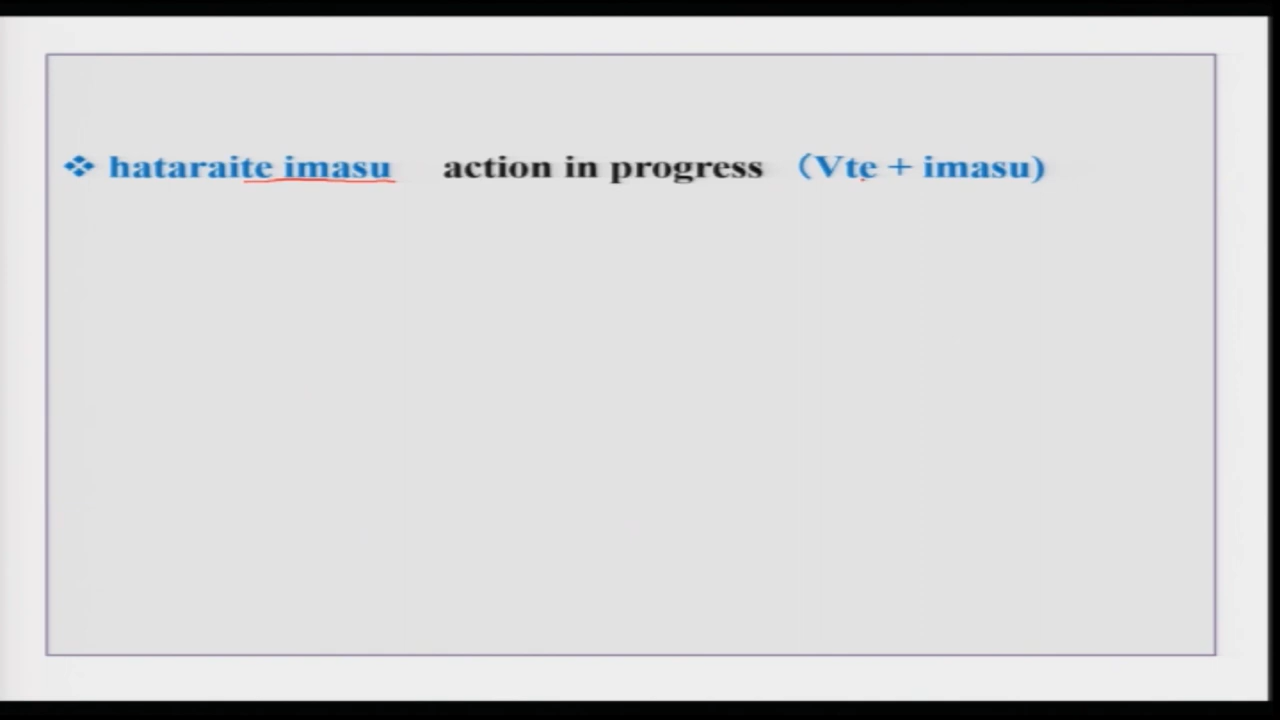 ❖ hataraite imasu action in progress (Vte + imasu)